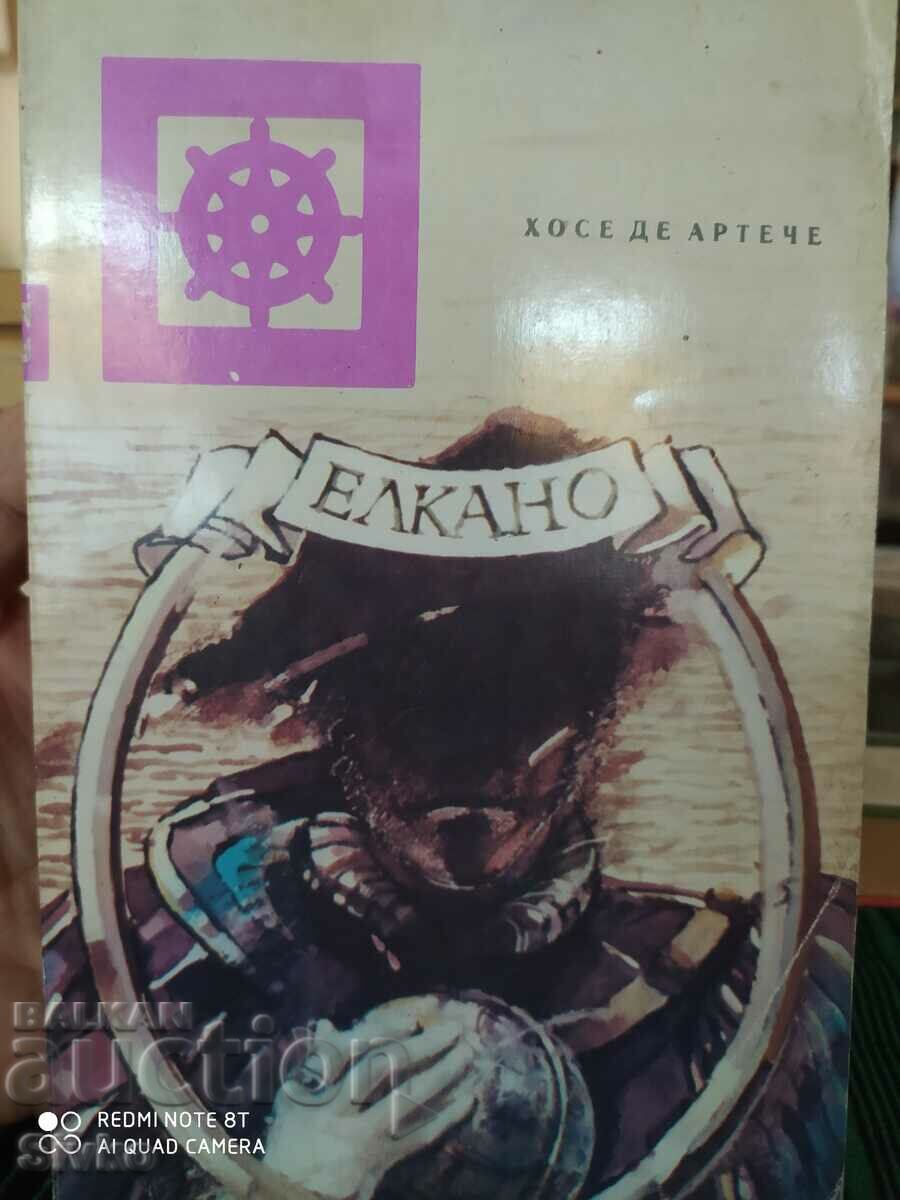 ХОСЕ ДЕ АРТЕЧЕ
ЕЛКАНО
BALKAN
auction
REDMI NOTE 8T
AI QUAD CAMERA